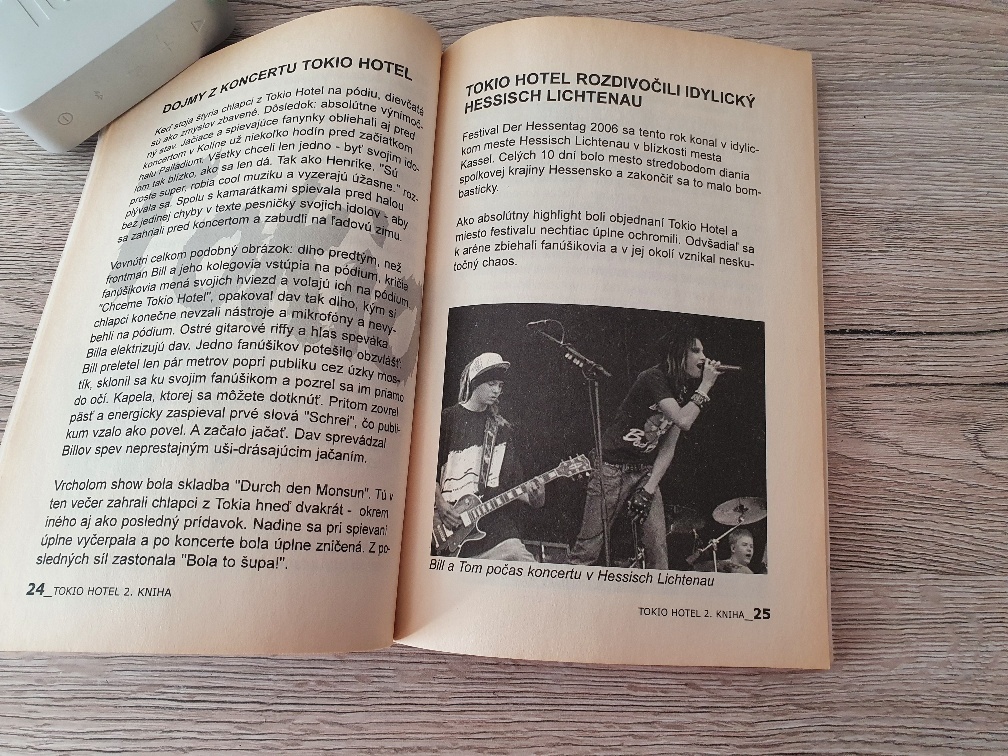 DOJMY Z KONCERTU TOKIO HOTEL
Keď stoja štyria chlapci z Tokio Hotel na pódiu, dievčatá
sú ako zmyslov zbavené. Dôsledok: absolútne výnimoč-
ný stav. Jačiace a spievajúce fanynky obliehali aj pred
koncertom v Kolíne už niekoľko hodín pred začiatkom
halu Palladium. Všetky chceli len jedno - byť svojim ido-
lom tak blízko, ako sa len dá. Tak ako Henrike. "Sú
proste super, robia cool muziku a vyzerajú úžasne." roz-
plývala sa. Spolu s kamarátkami spievala pred halou
bez jedinej chyby v texte pesničky svojich idolov - aby
sa zahnali pred koncertom a zabudli na ľadovú zimu.
Vovnútri celkom podobný obrázok: dlho predtým, než
frontman Bill a jeho kolegovia vstúpia na pódium, kričia
fanúšikovia mená svojich hviezd a volajú ich na pódium.
"Chceme Tokio Hotel", opakoval dav tak dlho, kým si
chlapci konečne nevzali nástroje a mikrofóny a nevy-
behli na pódium. Ostré gitarové riffy a hlas speváka
Billa elektrizujú dav. Jedno fanúšikov potešilo obzvlášť:
Bill preletel len pár metrov popri publiku cez úzky mos-
tík, sklonil sa ku svojim fanúšikom a pozrel sa im priamo
do očí. Kapela, ktorej sa môžete dotknúť. Pritom zovrel
päsť a energicky zaspieval prvé slová "Schrei", čo publi-
kum vzalo ako povel. A začalo jačať. Dav sprevádzal
Billov spev neprestajným uši-drásajúcim jačaním.
Vrcholom show bola skladba "Durch den Monsun". Tú v
ten večer zahrali chlapci z Tokia hneď dvakrát - okrem
iného aj ako posledný prídavok. Nadine sa pri spievaní
úplne vyčerpala a po koncerte bola úplne zničená. Z po-
sledných síl zastonala "Bola to šupa!".
24_TOKIO HOTEL 2. KNIHA
TOKIO HOTEL ROZDIVOČILI IDYLICKÝ
HESSISCH LICHTENAU
Festival Der Hessentag 2006 sa tento rok konal v idylic-
kom meste Hessisch Lichtenau v blízkosti mesta
Kassel. Celých 10 dní bolo mesto stredobodom diania
spolkovej krajiny Hessensko a zakončiť sa to malo bom-
basticky.
Ako absolútny highlight boli objednaní Tokio Hotel a
miesto festivalu nechtiac úplne ochromili. Odvšadiaľ sa
k aréne zbiehali fanúšikovia a v jej okolí vznikal nesku-
točný chaos.
Bill a Tom počas koncertu v Hessisch Lichtenau
TOKIO HOTEL 2. KNIHA_25